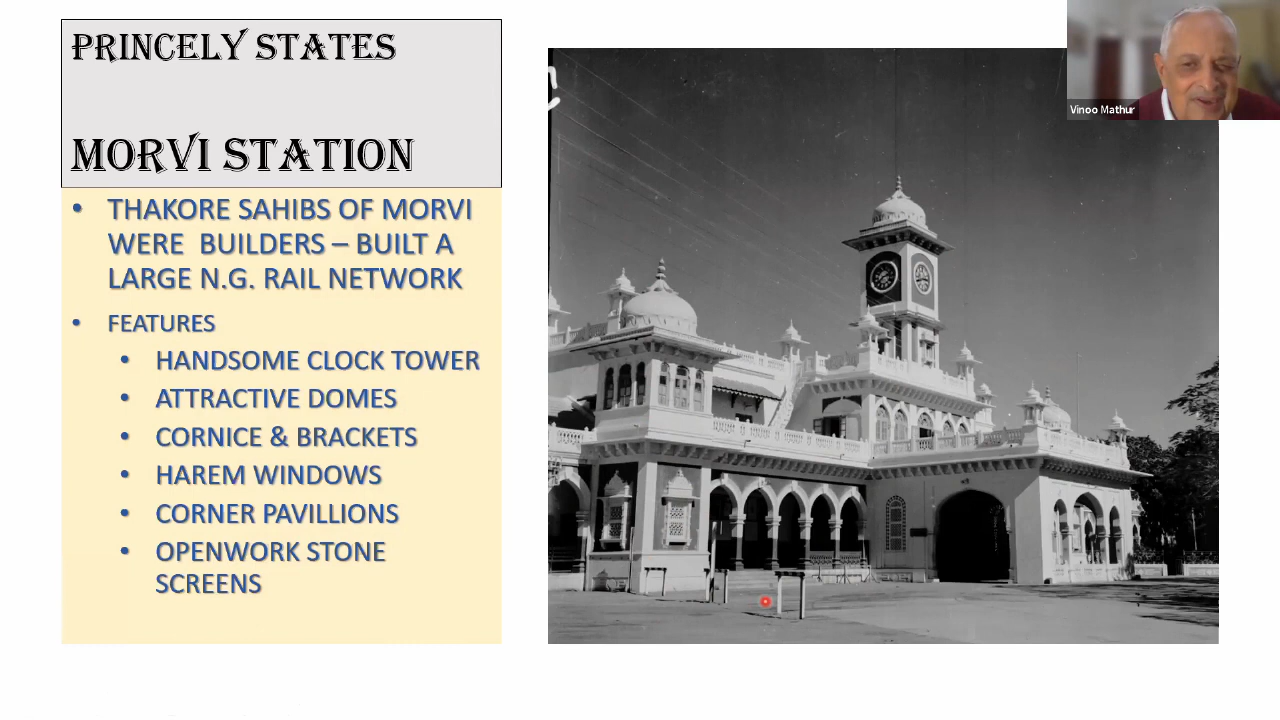 PRINCELY STATES
MORVI STATION
• THAKORE SAHIBS OF MORVI
WERE BUILDERS – BUILT A
LARGE N.G. RAIL NETWORK
• FEATURES
• HANDSOME CLOCK TOWER
• ATTRACTIVE DOMES
• CORNICE & BRACKETS
• HAREM WINDOWS
• CORNER PAVILLIONS
• OPENWORK STONE
SCREENS
Vinoo Mathur